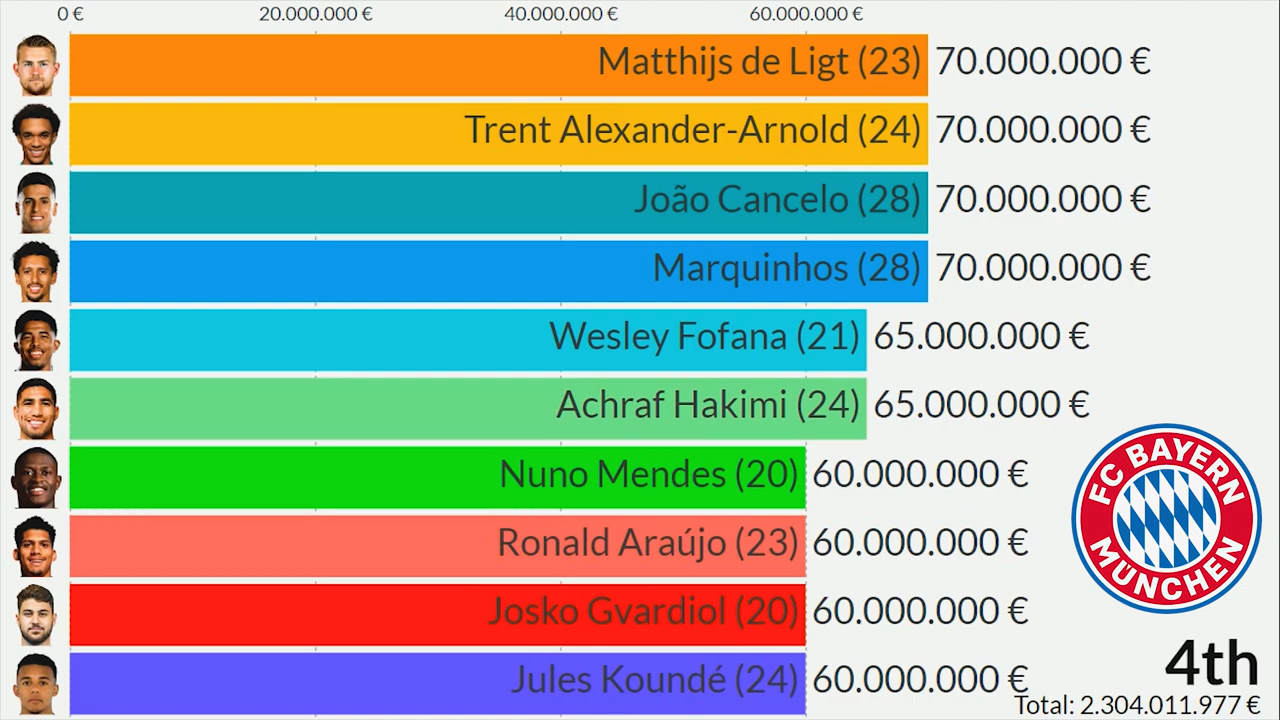 0 € 20.000.000 € 40.000.000 € 60.000.000 €
Matthijs de Ligt (23) 70.000.000 €
Trent Alexander-Arnold (24) 70.000.000 €
João Cancelo (28) 70.000.000 €
Marquinhos (28) 70.000.000 €
Wesley Fofana (21) 65.000.000 €
Achraf Hakimi (24) 65.000.000 €
Nuno Mendes (20) 60.000.000 €
Ronald Araújo (23) 60.000.000 €
Josko Gvardiol (20) 60.000.000 €
Jules Koundé (24) 60.000.000 €
FC BAYERN
MÜNCHEN
4th
Total: 2.304.011.977 €